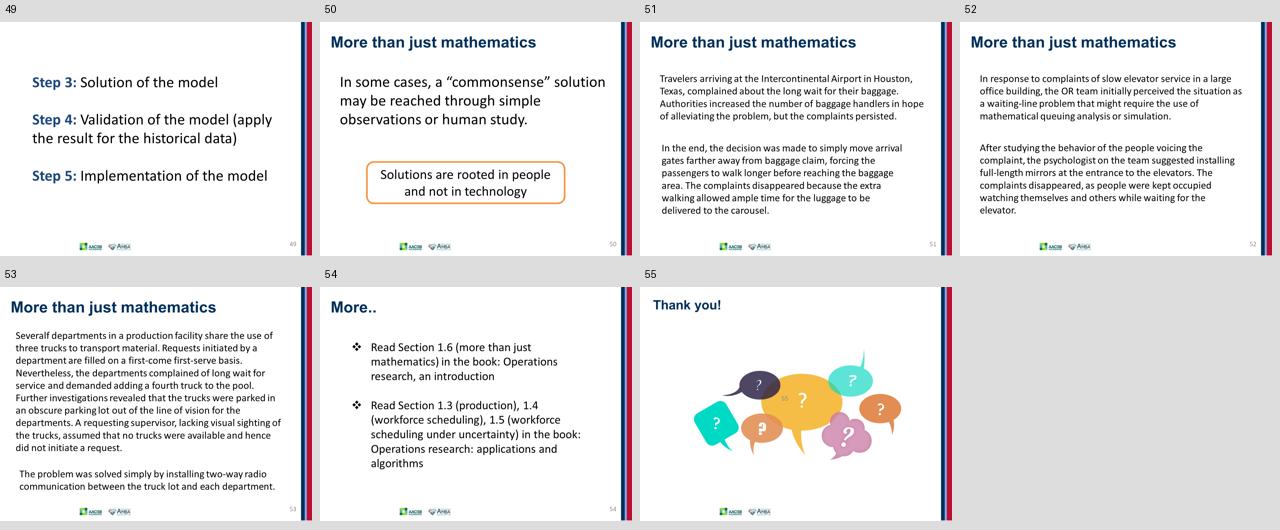 49
Step 3: Solution of the model
Step 4: Validation of the model (apply
the result for the historical data)
Step 5: Implementation of the model
AACSB
AMBA
49
50
More than just mathematics
In some cases, a “commonsense” solution
may be reached through simple
observations or human study.
Solutions are rooted in people
and not in technology
AACSB
AMBA
50
51
More than just mathematics
Travelers arriving at the Intercontinental Airport in Houston,
Texas, complained about the long wait for their baggage.
Authorities increased the number of baggage handlers in hope
of alleviating the problem, but the complaints persisted.
In the end, the decision was made to simply move arrival
gates farther away from baggage claim, forcing the
passengers to walk longer before reaching the baggage
area. The complaints disappeared because the extra
walking allowed ample time for the luggage to be
delivered to the carousel.
AACSB
AMBA
51
52
More than just mathematics
In response to complaints of slow elevator service in a large
office building, the OR team initially perceived the situation as
a waiting-line problem that might require the use of
mathematical queuing analysis or simulation.
After studying the behavior of the people voicing the
complaint, the psychologist on the team suggested installing
full-length mirrors at the entrance to the elevators. The
complaints disappeared, as people were kept occupied
watching themselves and others while waiting for the
elevator.
AACSB
AMBA
52
53
More than just mathematics
Severalf departments in a production facility share the use of
three trucks to transport material. Requests initiated by a
department are filled on a first-come first-serve basis.
Nevertheless, the departments complained of long wait for
service and demanded adding a fourth truck to the pool.
Further investigations revealed that the trucks were parked in
an obscure parking lot out of the line of vision for the
departments. A requesting supervisor, lacking visual sighting of
the trucks, assumed that no trucks were available and hence
did not initiate a request.
The problem was solved simply by installing two-way radio
communication between the truck lot and each department.
AACSB
AMBA
53
54
More..
❖ Read Section 1.6 (more than just
mathematics) in the book: Operations
research, an introduction
❖ Read Section 1.3 (production), 1.4
(workforce scheduling), 1.5 (workforce
scheduling under uncertainty) in the book:
Operations research: applications and
algorithms
AACSB
AMBA
54
55
Thank you!
?
?
?
55
?
?
?
?
AACSB
AMBA